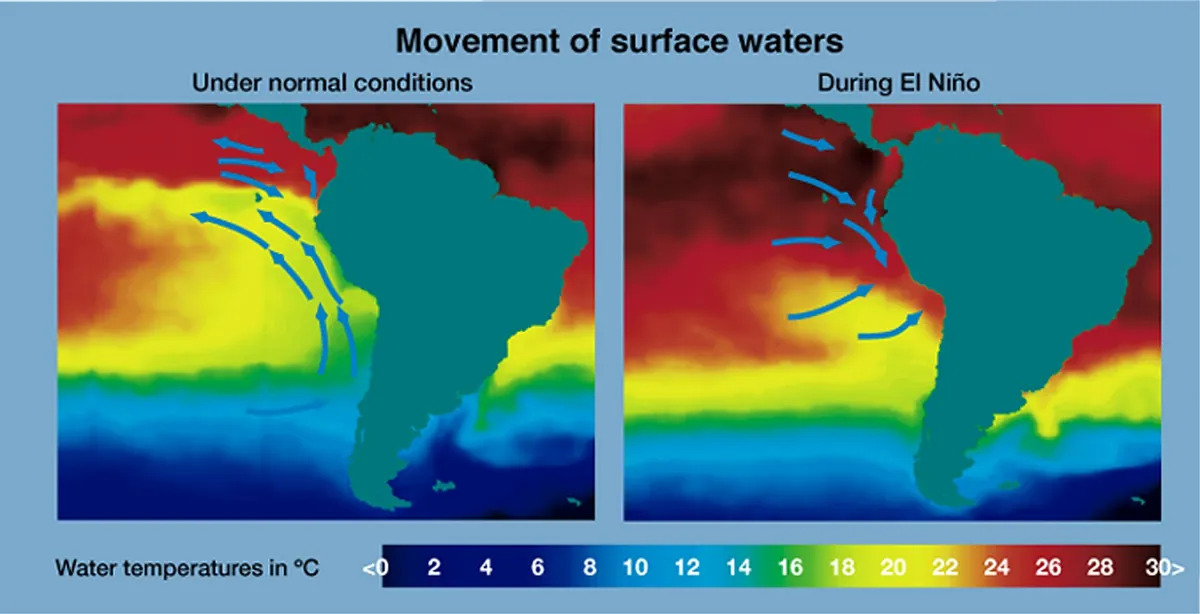 Movement of surface waters
Under normal conditions
During El Niño
Water temperatures in °C
<0 2 4 6 8 10 12 14 16 18 20 22 24 26 28 30>